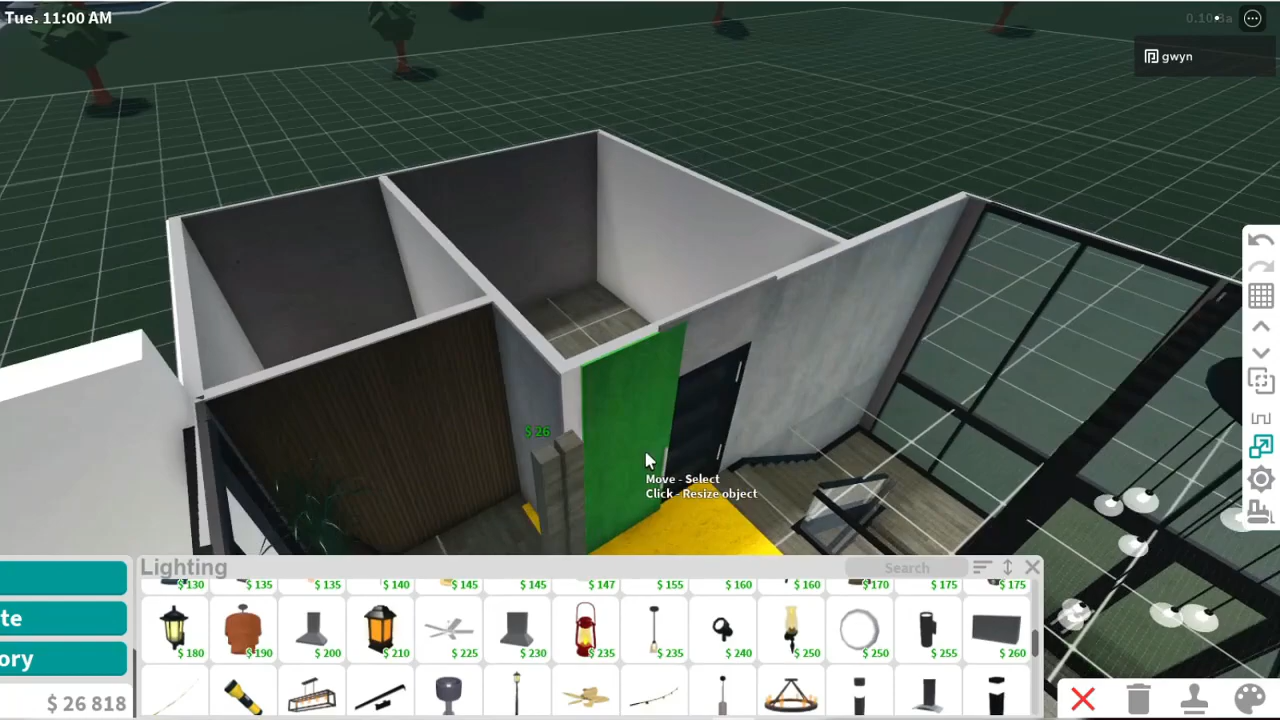 Tue. 11:00 AM
gwyn
$ 26
Move - Select
Click - Resize object
te
ory
$ 26 818
Lighting
Search
$130 $135 $135 $140 $145 $145 $147 $155 $160 $160 $170 $175 $175
$180 $190 $200 $210 $225 $230 $235 $235 $240 $250 $250 $255 $260